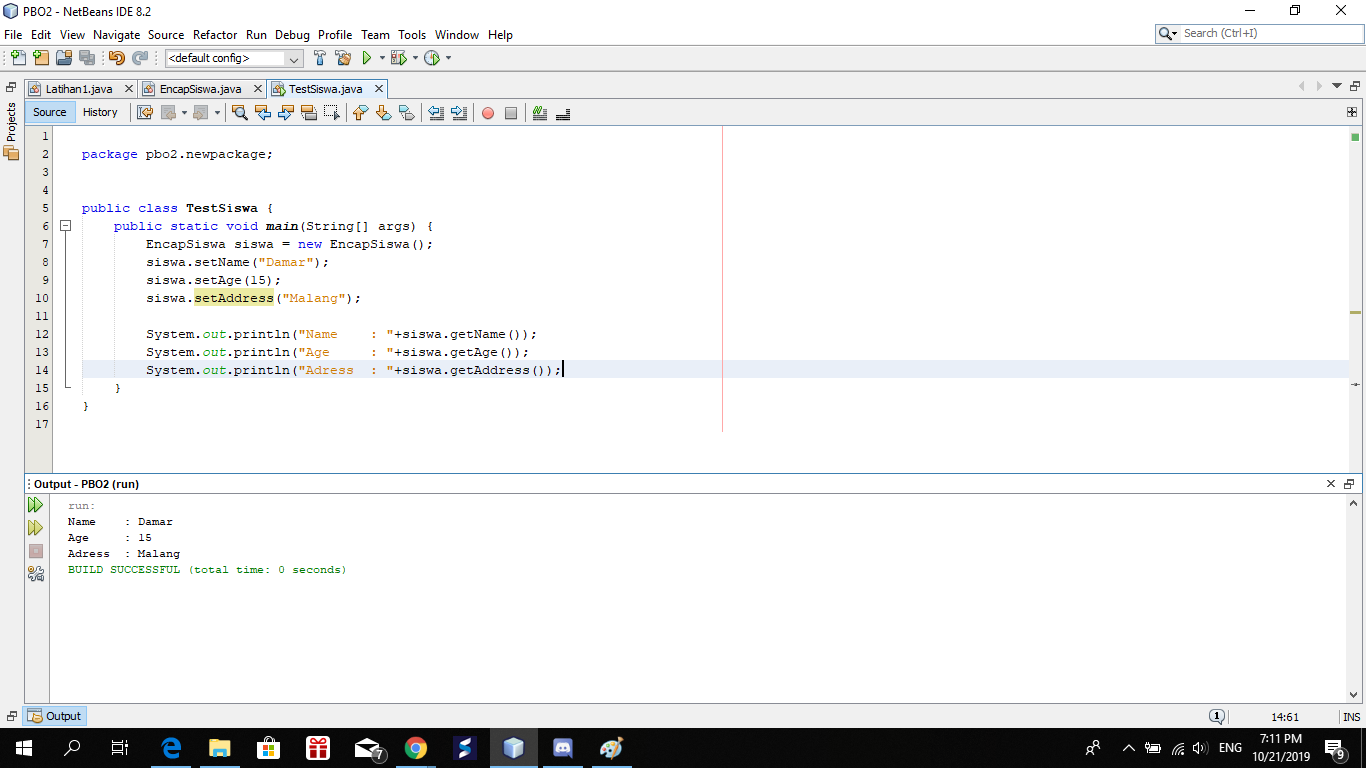 PBO2 - NetBeans IDE 8.2
File Edit View Navigate Source Refactor Run Debug Profile Team Tools Window Help
Search (Ctrl+I)
<default config>
Projects
Latihan1.java EncapSiswa.java TestSiswa.java
Source History
1
2 package pbo2.newpackage;
3
4
5 public class TestSiswa {
6 public static void main(String[] args) {
7 EncapSiswa siswa = new EncapSiswa();
8 siswa.setName("Damar");
9 siswa.setAge(15);
10 siswa.setAddress("Malang");
11
12 System.out.println("Name    : "+siswa.getName());
13 System.out.println("Age     : "+siswa.getAge());
14 System.out.println("Adress  : "+siswa.getAddress());
15 }
16 }
17
Output - PBO2 (run)
run:
Name    : Damar
Age     : 15
Adress  : Malang
BUILD SUCCESSFUL (total time: 0 seconds)
Output
1 14:61 INS
7
ENG
7:11 PM
10/21/2019
9